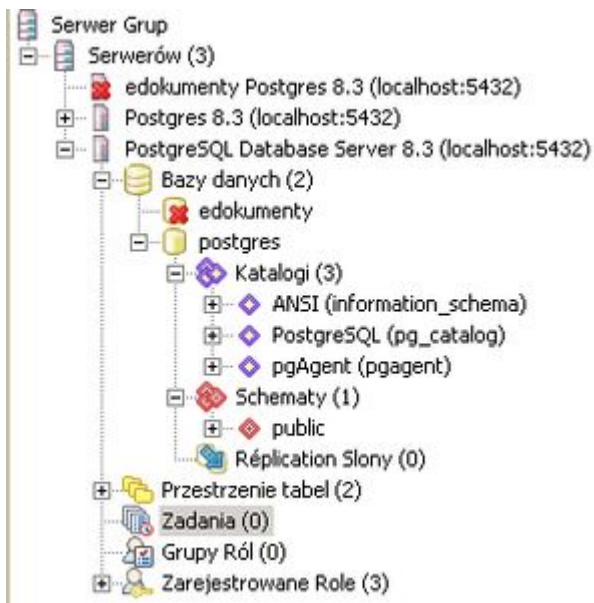 Serwer Grup
Serwerów (3)
edokumenty Postgres 8.3 (localhost:5432)
Postgres 8.3 (localhost:5432)
PostgreSQL Database Server 8.3 (localhost:5432)
Bazy danych (2)
edokumenty
postgres
Katalogi (3)
ANSI (information_schema)
PostgreSQL (pg_catalog)
pgAgent (pgagent)
Schematy (1)
public
Réplication Slony (0)
Przestrzenie tabel (2)
Zadania (0)
Grupy Ról (0)
Zarejestrowane Role (3)